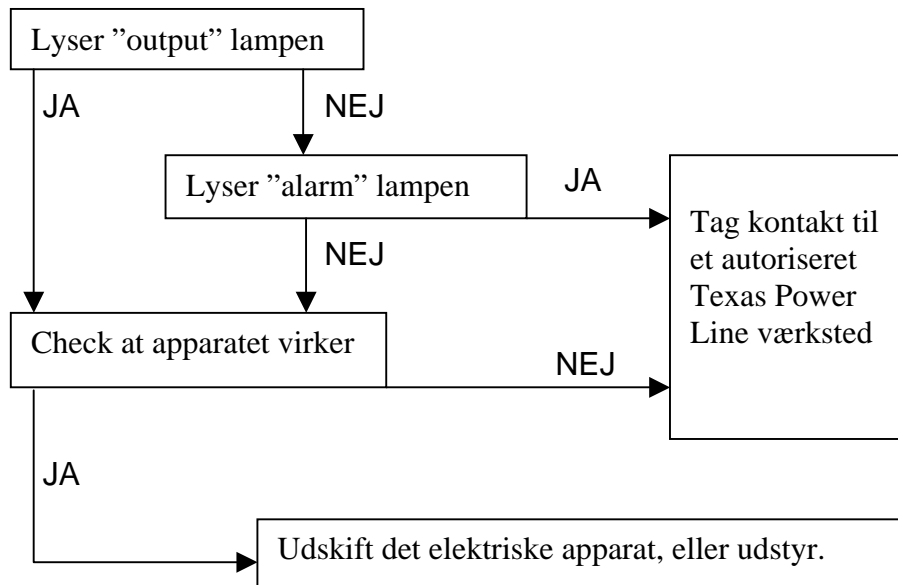 Lyser ”output” lampen
JA
NEJ
Lyser ”alarm” lampen
JA
Tag kontakt til
et autoriseret
Texas Power
Line værksted
NEJ
Check at apparatet virker
NEJ
JA
Udskift det elektriske apparat, eller udstyr.